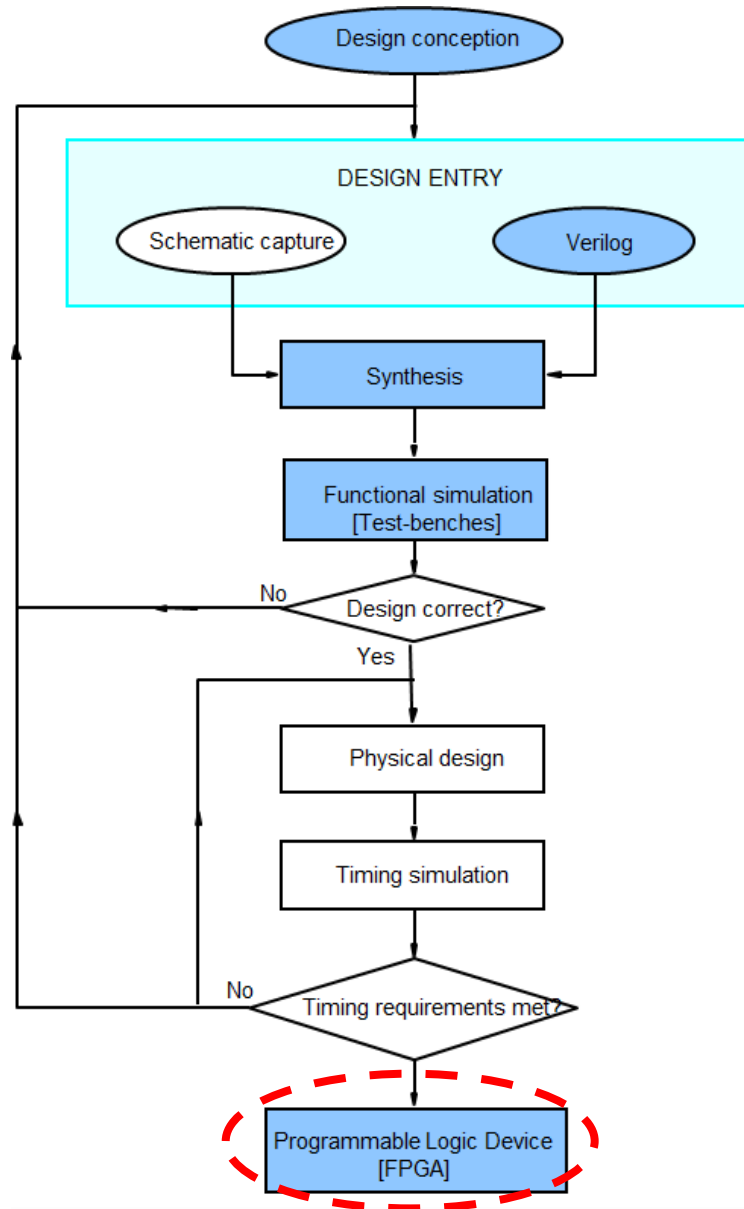 Design conception
DESIGN ENTRY
Schematic capture
Verilog
Synthesis
Functional simulation
[Test-benches]
No
Design correct?
Yes
Physical design
Timing simulation
No
Timing requirements met?
Programmable Logic Device
[FPGA]